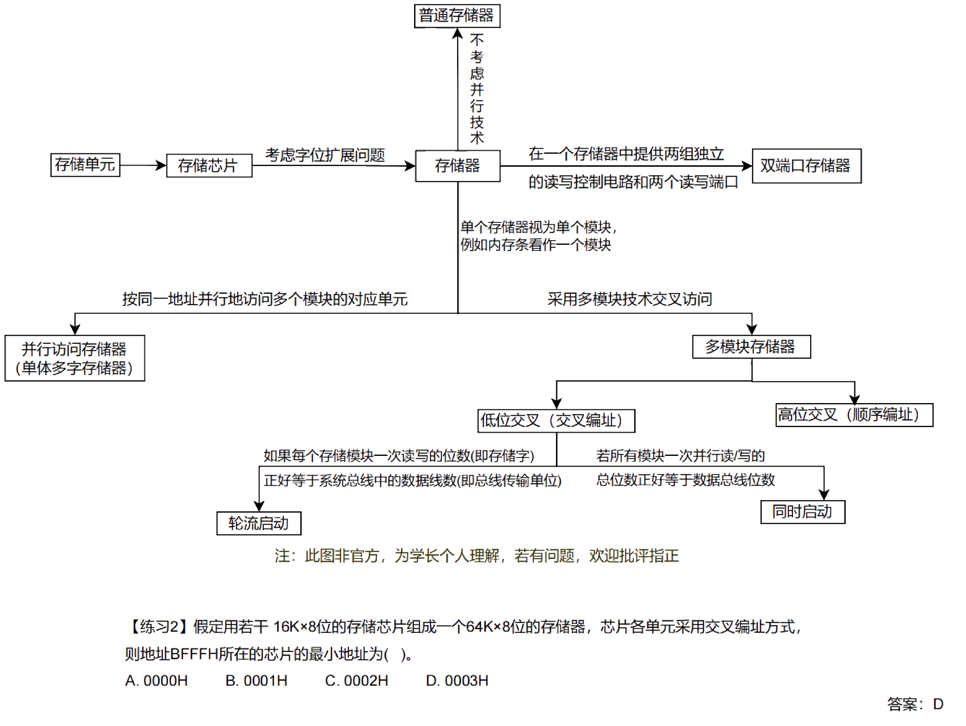 普通存储器
不考虑并行技术
存储单元
存储芯片
考虑字位扩展问题
存储器
在一个存储器中提供两组独立
的读写控制电路和两个读写端口
双端口存储器
单个存储器视为单个模块,
例如内存条看作一个模块
按同一地址并行地访问多个模块的对应单元
采用多模块技术交叉访问
并行访问存储器
（单体多字存储器）
多模块存储器
低位交叉（交叉编址）
高位交叉（顺序编址）
如果每个存储模块一次读写的位数(即存储字)
正好等于系统总线中的数据线数(即总线传输单位)
若所有模块一次并行读/写的
总位数正好等于数据总线位数
轮流启动
同时启动
注：此图非官方，为学长个人理解，若有问题，欢迎批评指正
【练习2】假定用若干 16K×8位的存储芯片组成一个64K×8位的存储器，芯片各单元采用交叉编址方式，
则地址BFFFH所在的芯片的最小地址为( )。
A. 0000H B. 0001H C. 0002H D. 0003H
答案：D